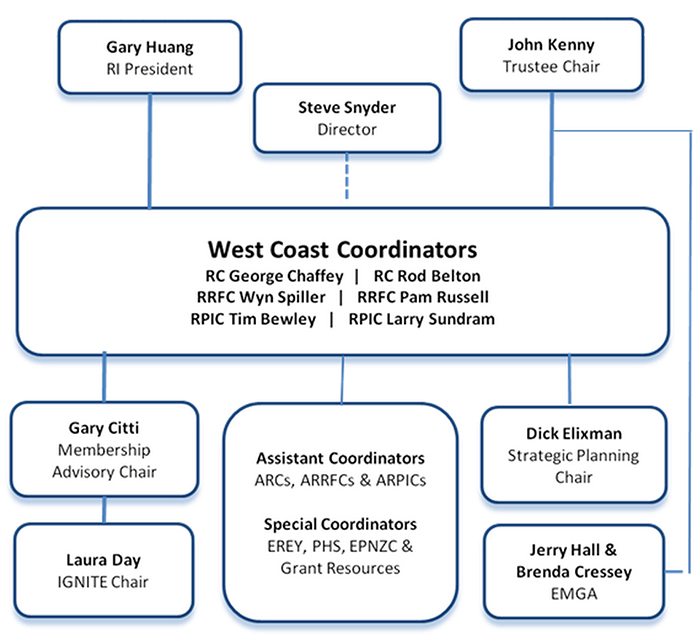 Gary Huang
RI President
John Kenny
Trustee Chair
Steve Snyder
Director
West Coast Coordinators
RC George Chaffey | RC Rod Belton
RRFC Wyn Spiller | RRFC Pam Russell
RPIC Tim Bewley | RPIC Larry Sundram
Gary Citti
Membership
Advisory Chair
Laura Day
IGNITE Chair
Assistant Coordinators
ARCs, ARRFCs & ARPICs
Special Coordinators
EREY, PHS, EPNZC &
Grant Resources
Dick Elixman
Strategic Planning
Chair
Jerry Hall &
Brenda Cressey
EMGA